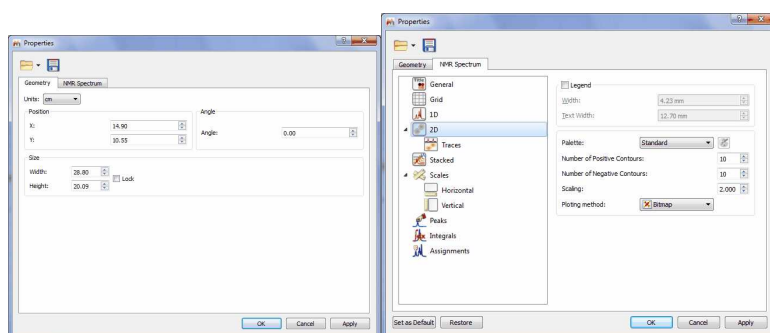 Properties
Geometry NMR Spectrum
Units: cm
Position
X: 14.90
Y: 10.55
Angle
Angle: 0.00
Size
Width: 28.80
Height: 20.09
Lock
OK Cancel Apply
Properties
Geometry NMR Spectrum
Title General
Grid
1D
2D
Traces
Stacked
Scales
Horizontal
Vertical
Peaks
Integrals
Assignments
Legend
Width: 4.23 mm
Text Width: 12.70 mm
Palette: Standard
Number of Positive Contours: 10
Number of Negative Contours: 10
Scaling: 2.000
Ploting method: Bitmap
Set as Default Restore
OK Cancel Apply